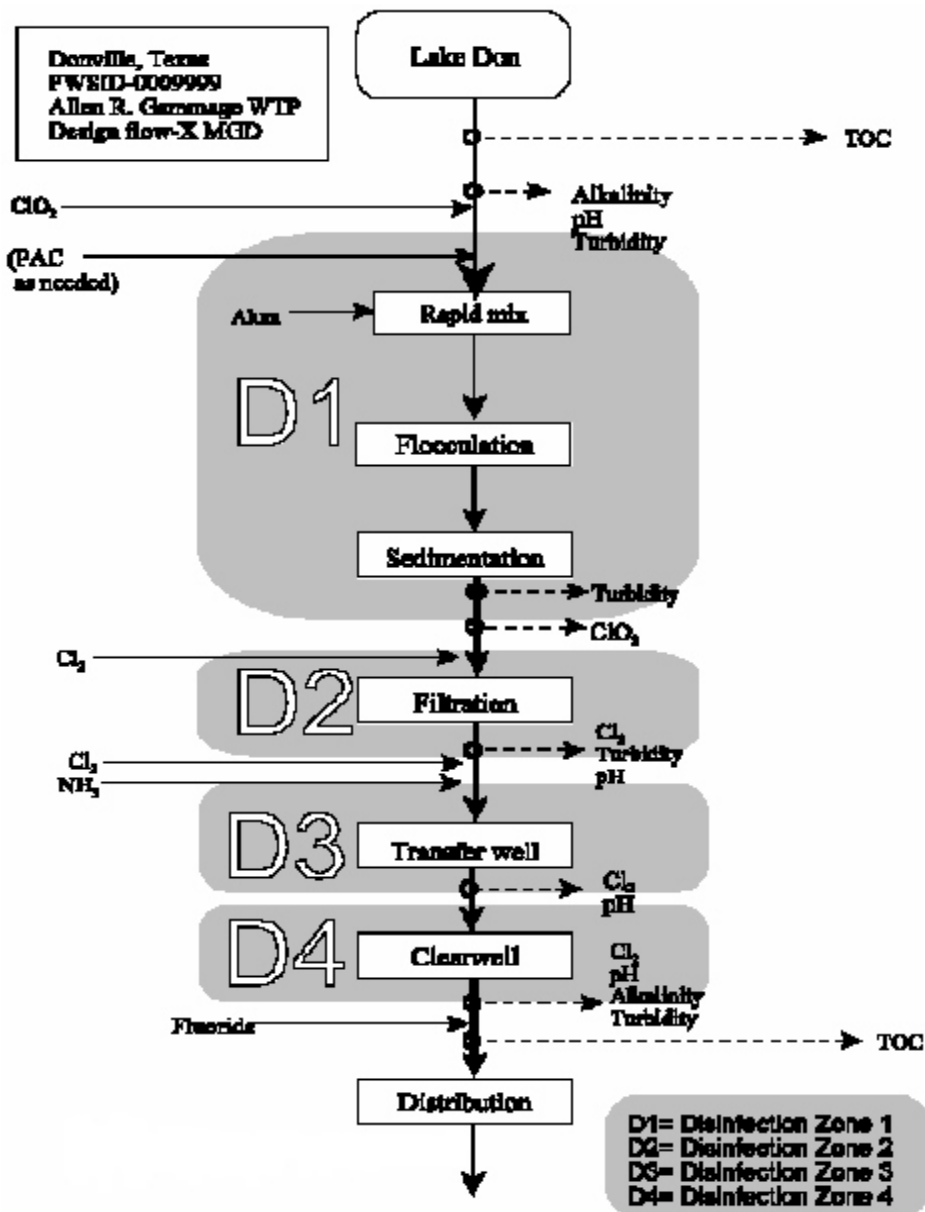 Donville, Texas
PWSID-0009999
Allen R. Gammage WTP
Design flow-X MGD
Lake Don
TOC
Alkalinity
pH
Turbidity
ClO₂
(PAC
as needed)
Alum
Rapid mix
D1
Flocculation
Sedimentation
Turbidity
ClO₂
Cl₂
D2
Filtration
Cl₂
Turbidity
pH
Cl₂
NH₃
D3
Transfer well
Cl₂
pH
D4
Clearwell
Cl₂
pH
Alkalinity
Turbidity
Fluoride
TOC
Distribution
D1= Disinfection Zone 1
D2= Disinfection Zone 2
D3= Disinfection Zone 3
D4= Disinfection Zone 4